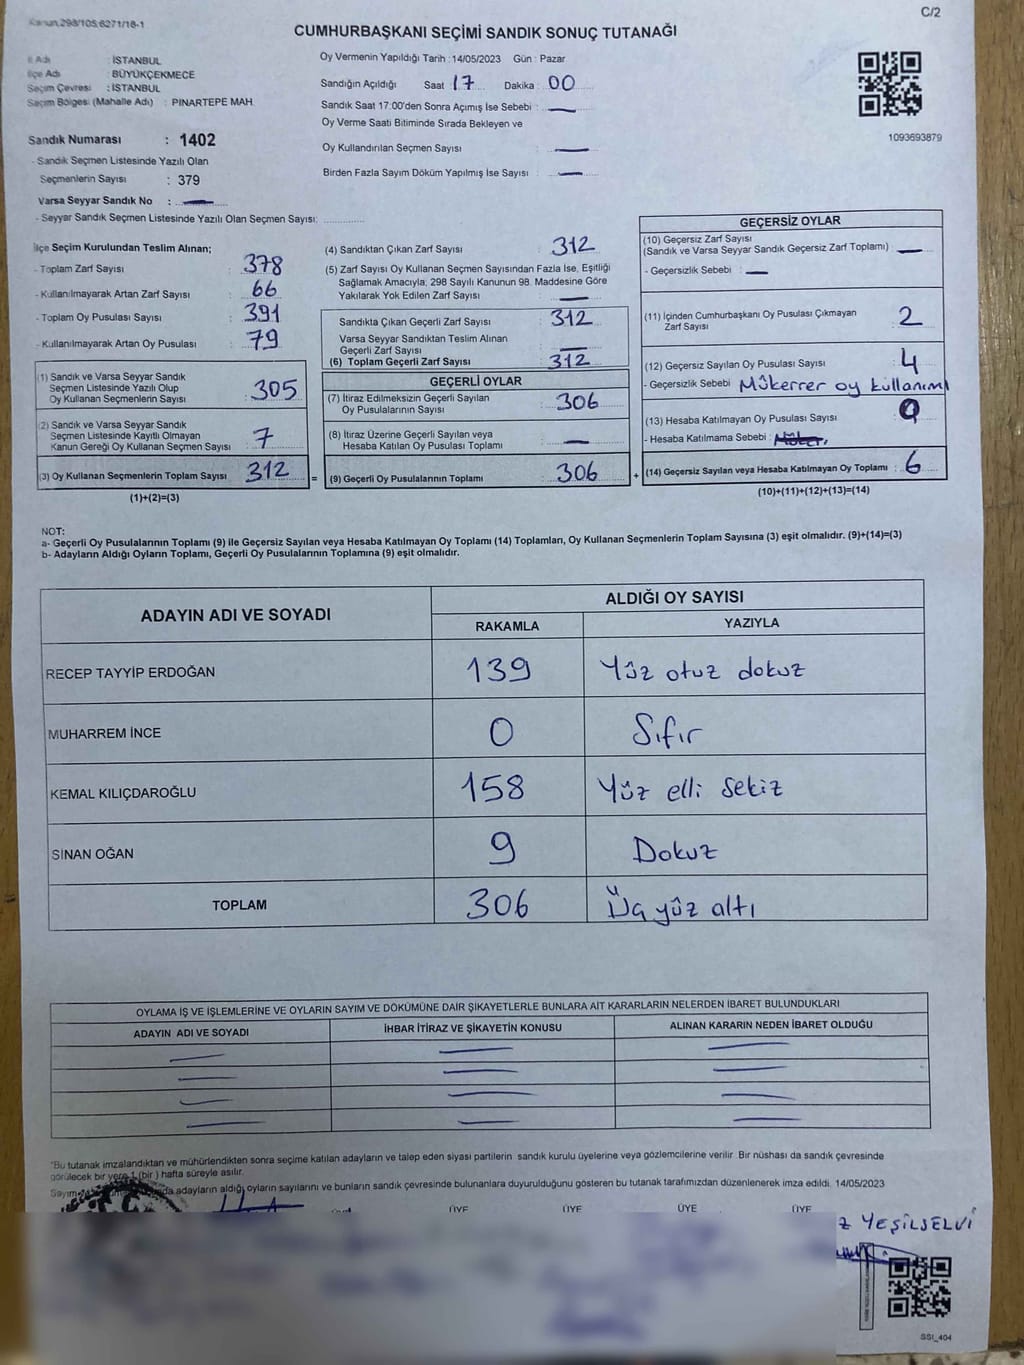 Kanun,298/105,6271/18-1
C/2
CUMHURBAŞKANI SEÇİMİ SANDIK SONUÇ TUTANAĞI
İl Adı : İSTANBUL
İlçe Adı : BÜYÜKÇEKMECE
Seçim Çevresi : İSTANBUL
Seçim Bölgesi (Mahalle Adı) : PINARTEPE MAH.
Sandık Numarası : 1402
- Sandık Seçmen Listesinde Yazılı Olan
Seçmenlerin Sayısı : 379
Varsa Seyyar Sandık No :
- Seyyar Sandık Seçmen Listesinde Yazılı Olan Seçmen Sayısı:
Oy Vermenin Yapıldığı Tarih : 14/05/2023 Gün : Pazar
Sandığın Açıldığı Saat : 17 Dakika : 00
Sandık Saat 17:00'den Sonra Açımış İse Sebebi :
Oy Verme Saati Bitiminde Sırada Bekleyen ve
Oy Kullandırılan Seçmen Sayısı :
Birden Fazla Sayım Döküm Yapılmış İse Sayısı :
1093693879
İlçe Seçim Kurulundan Teslim Alınan;
- Toplam Zarf Sayısı : 378
- Kullanılmayarak Artan Zarf Sayısı : 66
- Toplam Oy Pusulası Sayısı : 391
- Kullanılmayarak Artan Oy Pusulası : 79
(1) Sandık ve Varsa Seyyar Sandık
Seçmen Listesinde Yazılı Olup
Oy Kullanan Seçmenlerin Sayısı : 305
(2) Sandık ve Varsa Seyyar Sandık
Seçmen Listesinde Kayıtlı Olmayan
Kanun Gereği Oy Kullanan Seçmen Sayısı : 7
(3) Oy Kullanan Seçmenlerin Toplam Sayısı : 312 =
(1)+(2)=(3)
(4) Sandıktan Çıkan Zarf Sayısı : 312
(5) Zarf Sayısı Oy Kullanan Seçmen Sayısından Fazla İse, Eşitliği
Sağlamak Amacıyla, 298 Sayılı Kanunun 98. Maddesine Göre
Yakılarak Yok Edilen Zarf Sayısı :
Sandıkta Çıkan Geçerli Zarf Sayısı : 312
Varsa Seyyar Sandıktan Teslim Alınan
Geçerli Zarf Sayısı :
(6) Toplam Geçerli Zarf Sayısı : 312
GEÇERLİ OYLAR
(7) İtiraz Edilmeksizin Geçerli Sayılan
Oy Pusulalarının Sayısı : 306
(8) İtiraz Üzerine Geçerli Sayılan veya
Hesaba Katılan Oy Pusulası Toplamı :
(9) Geçerli Oy Pusulalarının Toplamı : 306 +
GEÇERSİZ OYLAR
(10) Geçersiz Zarf Sayısı
(Sandık ve Varsa Seyyar Sandık Geçersiz Zarf Toplamı) :
- Geçersizlik Sebebi :
(11) İçinden Cumhurbaşkanı Oy Pusulası Çıkmayan
Zarf Sayısı : 2
(12) Geçersiz Sayılan Oy Pusulası Sayısı : 4
- Geçersizlik Sebebi : Mükerrer oy kullanımı
(13) Hesaba Katılmayan Oy Pusulası Sayısı : 0
- Hesaba Katılmama Sebebi :
(14) Geçersiz Sayılan veya Hesaba Katılmayan Oy Toplamı : 6
(10)+(11)+(12)+(13)=(14)
NOT:
a- Geçerli Oy Pusulalarının Toplamı (9) ile Geçersiz Sayılan veya Hesaba Katılmayan Oy Toplamı (14) Toplamları, Oy Kullanan Seçmenlerin Toplam Sayısına (3) eşit olmalıdır. (9)+(14)=(3)
b- Adayların Aldığı Oyların Toplamı, Geçerli Oy Pusulalarının Toplamına (9) eşit olmalıdır.
ADAYIN ADI VE SOYADI
ALDIĞI OY SAYISI
RAKAMLA YAZIYLA
RECEP TAYYİP ERDOĞAN 139 Yüz otuz dokuz
MUHARREM İNCE 0 Sıfır
KEMAL KILIÇDAROĞLU 158 Yüz elli sekiz
SİNAN OĞAN 9 Dokuz
TOPLAM 306 Üç yüz altı
OYLAMA İŞ VE İŞLEMLERİNE VE OYLARIN SAYIM VE DÖKÜMÜNE DAİR ŞİKAYETLERLE BUNLARA AİT KARARLARIN NELERDEN İBARET BULUNDUKLARI
ADAYIN ADI VE SOYADI İHBAR İTİRAZ VE ŞİKAYETİN KONUSU ALINAN KARARIN NEDEN İBARET OLDUĞU
*Bu tutanak imzalandıktan ve mühürlendikten sonra seçime katılan adayların ve talep eden siyasi partilerin sandık kurulu üyelerine veya gözlemcilerine verilir. Bir nüshası da sandık çevresinde
görülecek bir yere 1 (bir) hafta süreyle asılır.
Sayım adayların aldığı oyların sayılarını ve bunların sandık çevresinde bulunanlara duyurulduğunu gösteren bu tutanak tarafımızdan düzenlenerek imza edildi. 14/05/2023
ÜYE ÜYE ÜYE ÜYE
YEŞİLSELVİ
SSI_404